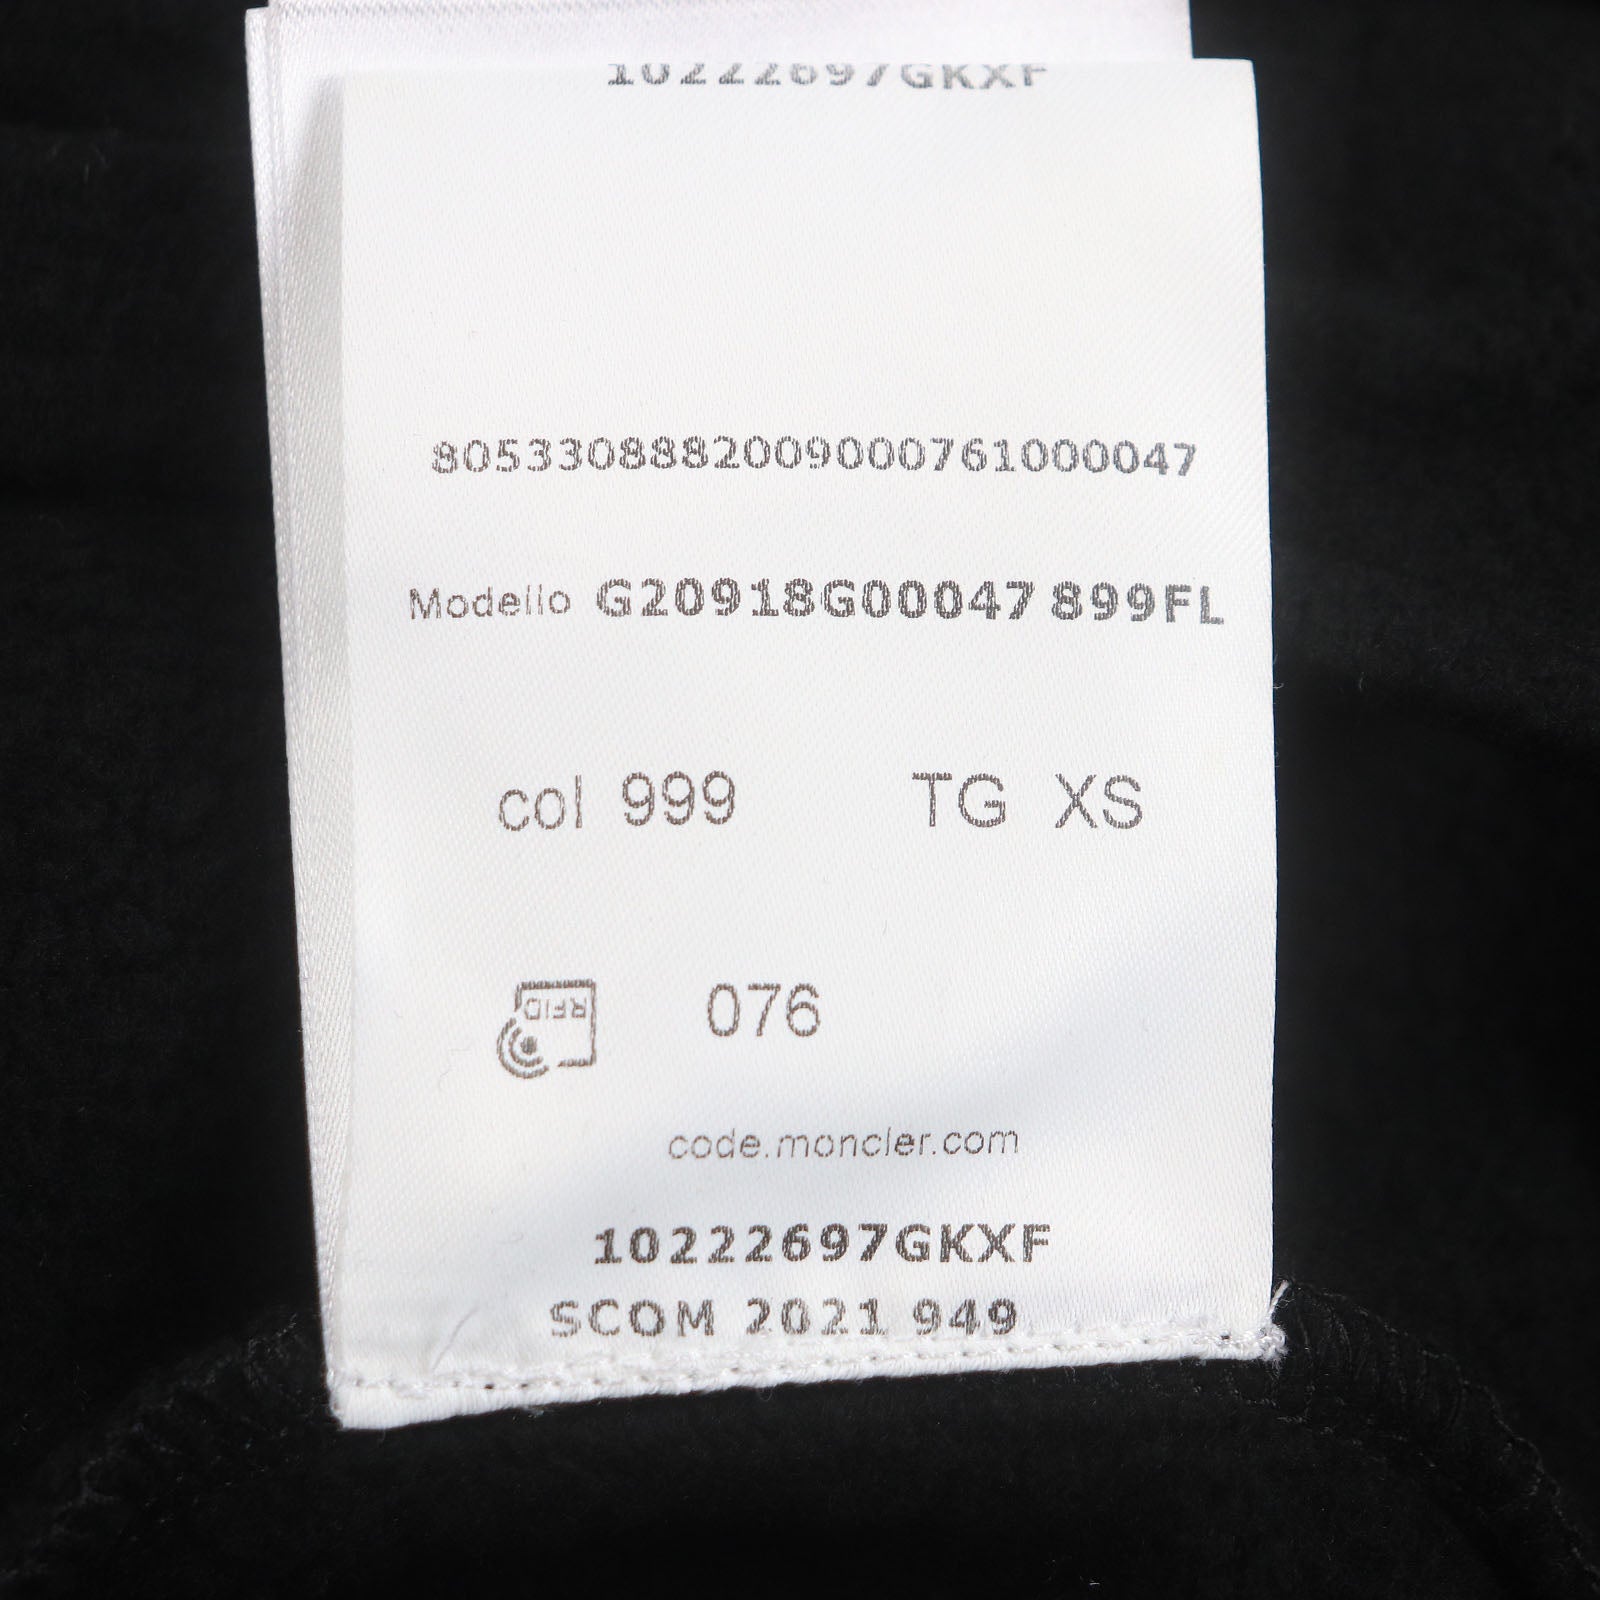 10222697GKXF
8053308882009000761000047
Modello G20918G00047 899FL
col 999 TG XS
RFID 076
code.moncler.com
10222697GKXF
SCOM 2021 949